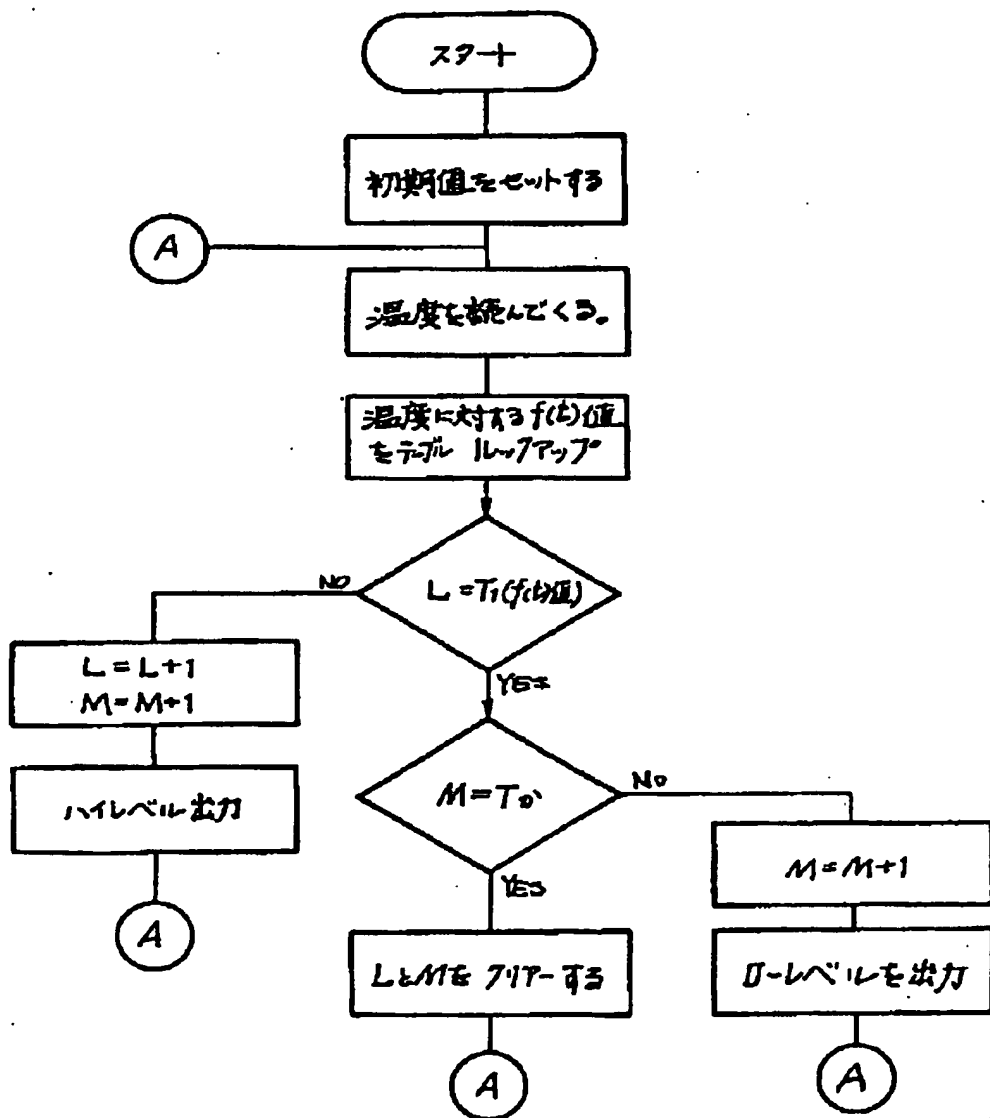 スタート
初期値をセットする
A
温度を読んでくる。
温度に対するf(t)値
をテーブル ルックアップ
L=T1(f(t)値)
NO
YES
L=L+1
M=M+1
ハイレベル出力
A
M=Tか
NO
YES
M=M+1
ローレベルを出力
A
LとMをクリアーする
A